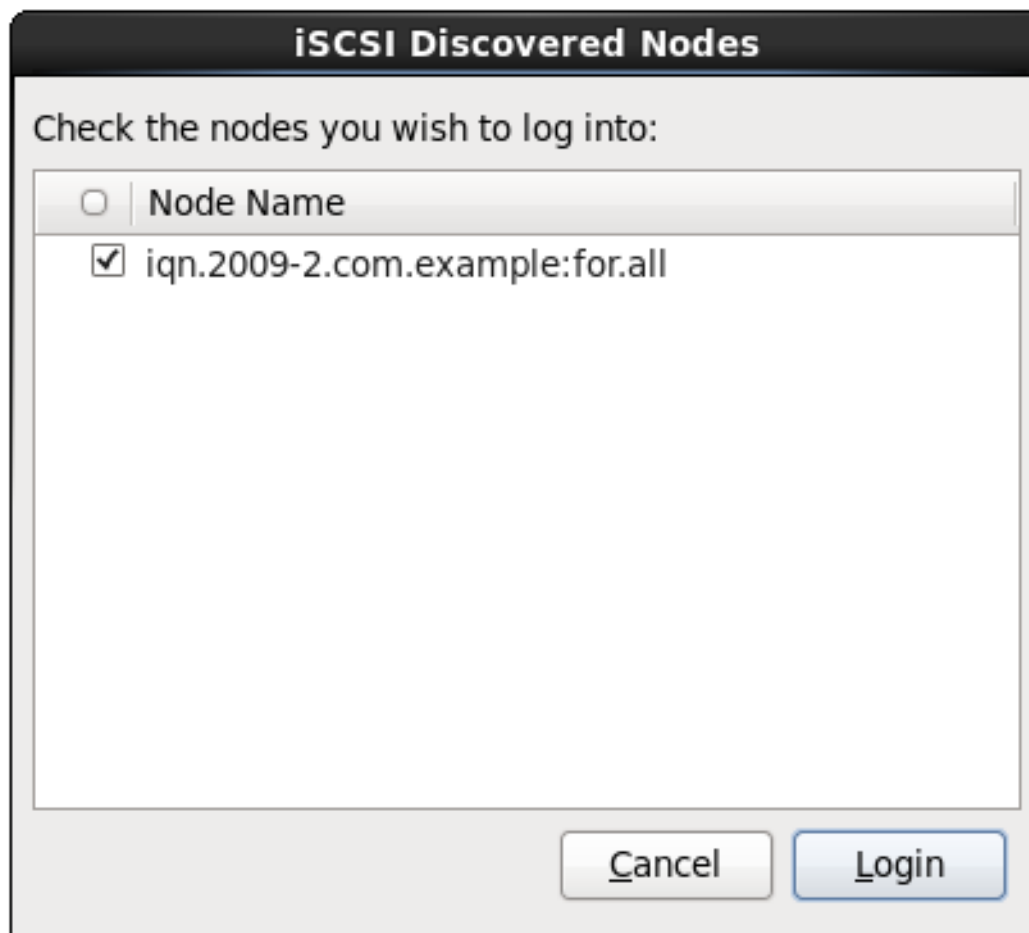 iSCSI Discovered Nodes
Check the nodes you wish to log into:
Node Name
iqn.2009-2.com.example:for.all
Cancel
Login